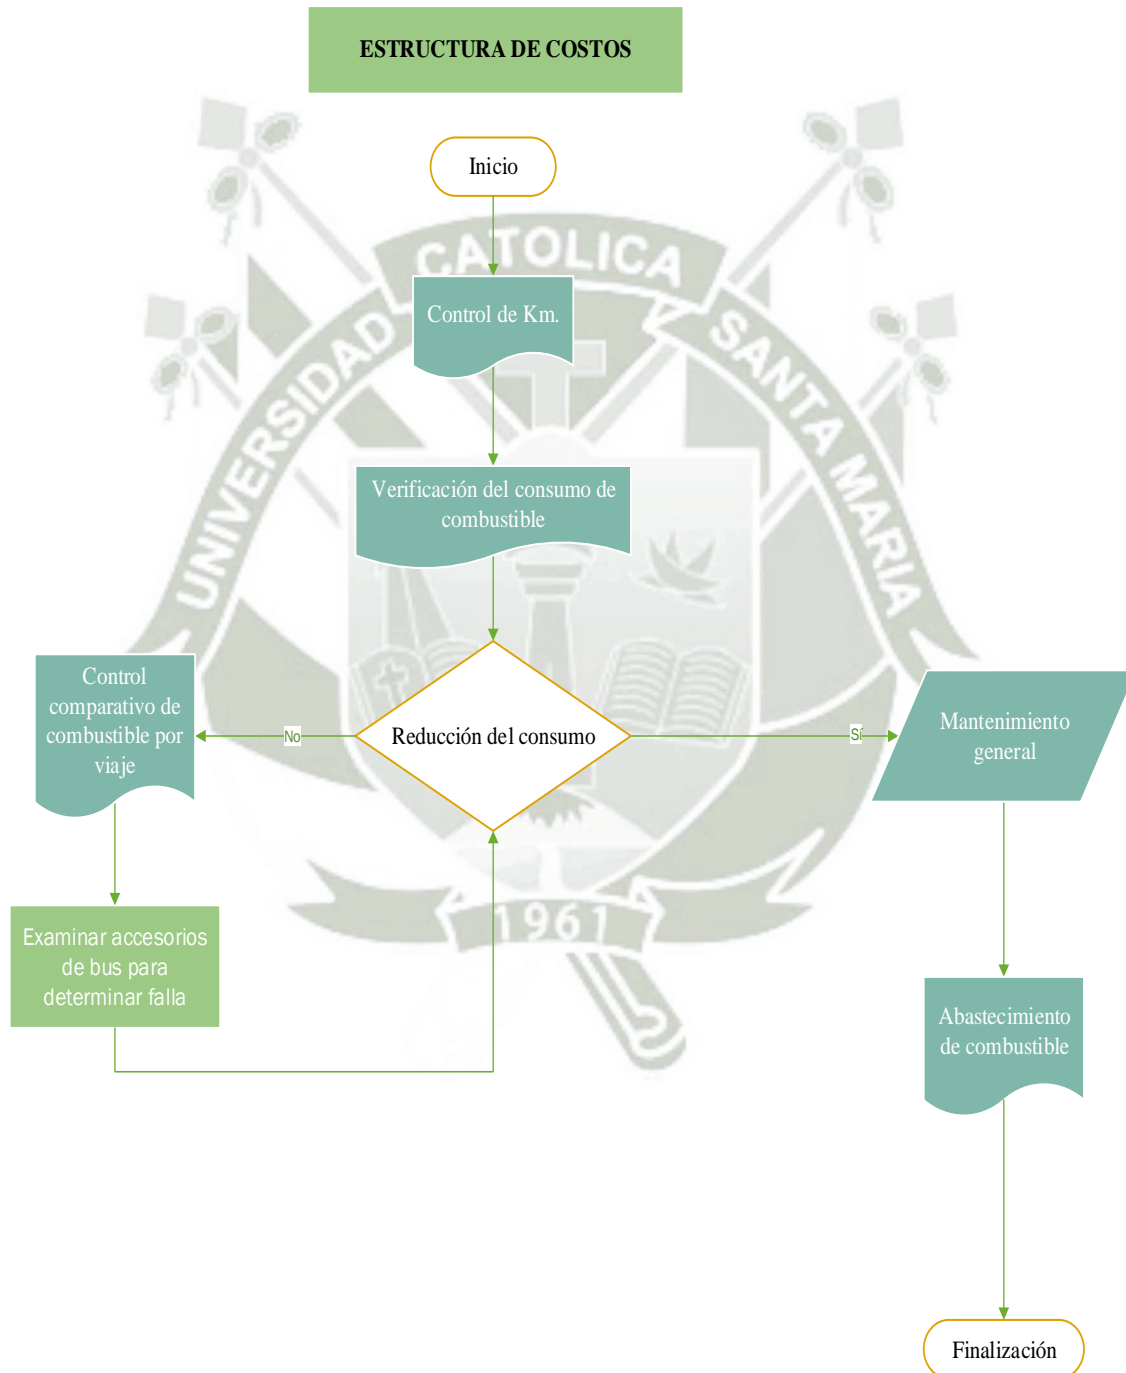 ESTRUCTURA DE COSTOS
Inicio
CATOLICA
UNIVERSIDAD
SANTA MARIA
Control de Km.
Verificación del consumo de
combustible
Control
comparativo de
combustible por
viaje
No
Reducción del consumo
Sí
Mantenimiento
general
1961
Examinar accesorios
de bus para
determinar falla
Abastecimiento
de combustible
Finalización